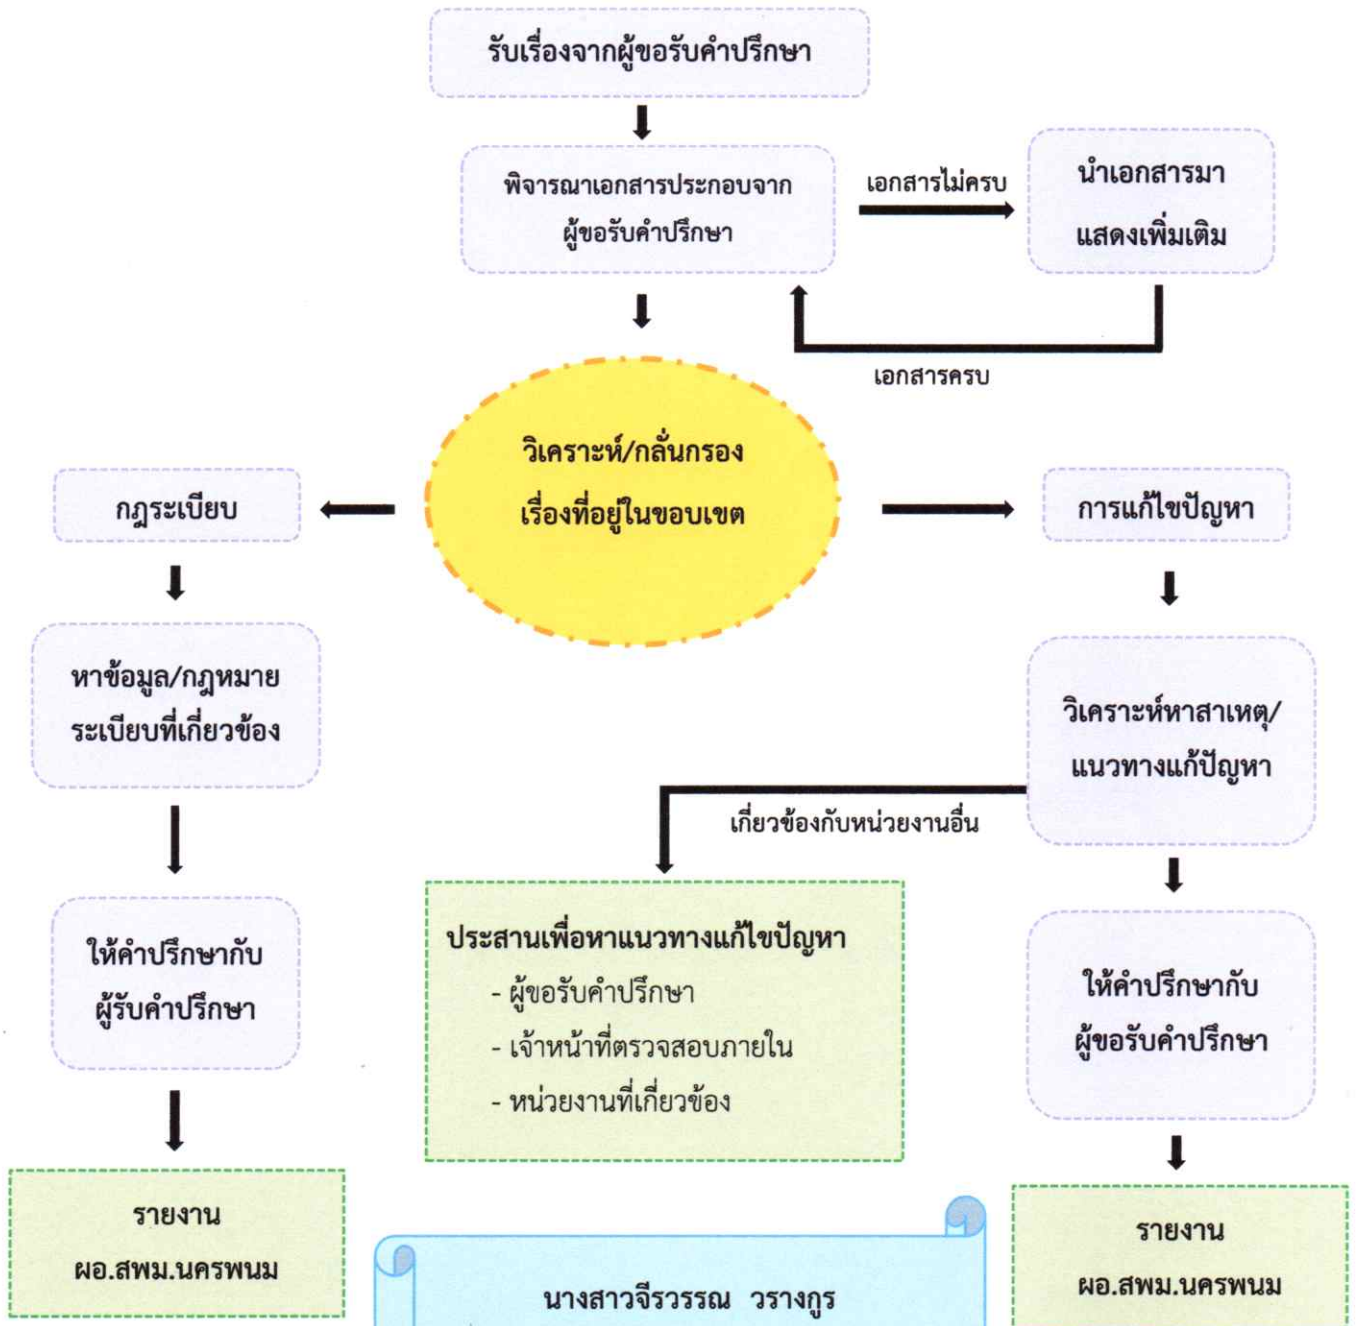 รับเรื่องจากผู้ขอรับคำปรึกษา
พิจารณาเอกสารประกอบจาก
ผู้ขอรับคำปรึกษา
เอกสารไม่ครบ
นำเอกสารมา
แสดงเพิ่มเติม
เอกสารครบ
วิเคราะห์/กลั่นกรอง
เรื่องที่อยู่ในขอบเขต
กฎระเบียบ
การแก้ไขปัญหา
หาข้อมูล/กฎหมาย
ระเบียบที่เกี่ยวข้อง
วิเคราะห์หาสาเหตุ/
แนวทางแก้ปัญหา
เกี่ยวข้องกับหน่วยงานอื่น
ให้คำปรึกษากับ
ผู้รับคำปรึกษา
ประสานเพื่อหาแนวทางแก้ไขปัญหา
- ผู้ขอรับคำปรึกษา
- เจ้าหน้าที่ตรวจสอบภายใน
- หน่วยงานที่เกี่ยวข้อง
ให้คำปรึกษากับ
ผู้ขอรับคำปรึกษา
รายงาน
ผอ.สพม.นครพนม
นางสาวจีรวรรณ วรางกูร
รายงาน
ผอ.สพม.นครพนม